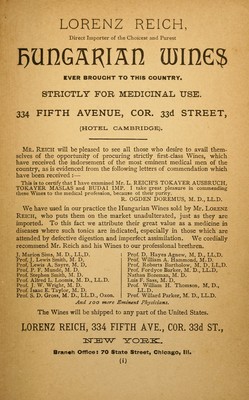 LORENZ REICH,
Direct Importer of the Choicest and Purest
HUNGARIAN WINES
EVER BROUGHT TO THIS COUNTRY.
STRICTLY FOR MEDICINAL USE.
334 FIFTH AVENUE, COR. 33d STREET,
[HOTEL CAMBRIDGE].
MR. REICH will be pleased to see all those who desire to avail them-
selves of the opportunity of procuring strictly first-class Wines, which
have received the indorsement of the most eminent medical men of the
country, as is evidenced from the following letters of commendation which
have been received:—
This is to certify that I have examined Mr. L. REICH'S TOKAYER AUSBRUCH,
TOKAYER MASLAS and BUDAI IMP. I take great pleasure in commending
these Wines to the medical profession, because of their purity.
R. OGDEN DOREMUS, M. D., LL.D.
We have used in our practice the Hungarian Wines sold by Mr. LORENZ
REICH, who puts them on the market unadulterated, just as they are
imported. To this fact we attribute their great value as a medicine in
diseases where such tonics are indicated, especially in those which are
attended by defective digestion and imperfect assimilation. We cordially
recommend Mr. Reich and his Wines to our professional brethren.
J. Marion Sims, M. D., LL.D.
Prof. J. Lewis Smith, M. D.
Prof. Lewis A. Sayre, M. D.
Prof. P. F. Munde, M. D.
Prof. Stephen Smith, M. D.
Prof. Alfred L. Loomis, M. D., LL.D.
Prof. J. W. Wright, M. D.
Prof. Isaac E. Taylor, M. D.
Prof. S. D. Gross, M. D., LL.D., Oxon.
Prof. D. Hayes Agnew, M. D., LL.D.
Prof. William A. Hammond, M. D.
Prof. Roberts Bartholow, M. D., LL.D.
Prof. Fordyce Barker, M. D., LL.D.
Nathan Bozeman, M. D.
Luis F. Sass, M. D.
Prof. William H. Thomson, M. D.,
LL.D.
Prof. Willard Parker, M. D., LL.D.
And 100 more Eminent Physicians.
The Wines will be shipped to any part of the United States.
LORENZ REICH, 334 FIFTH AVE., COR. 33d ST.,
NEW YORK.
Branch Office: 70 State Street, Chicago, Ill.
(1)